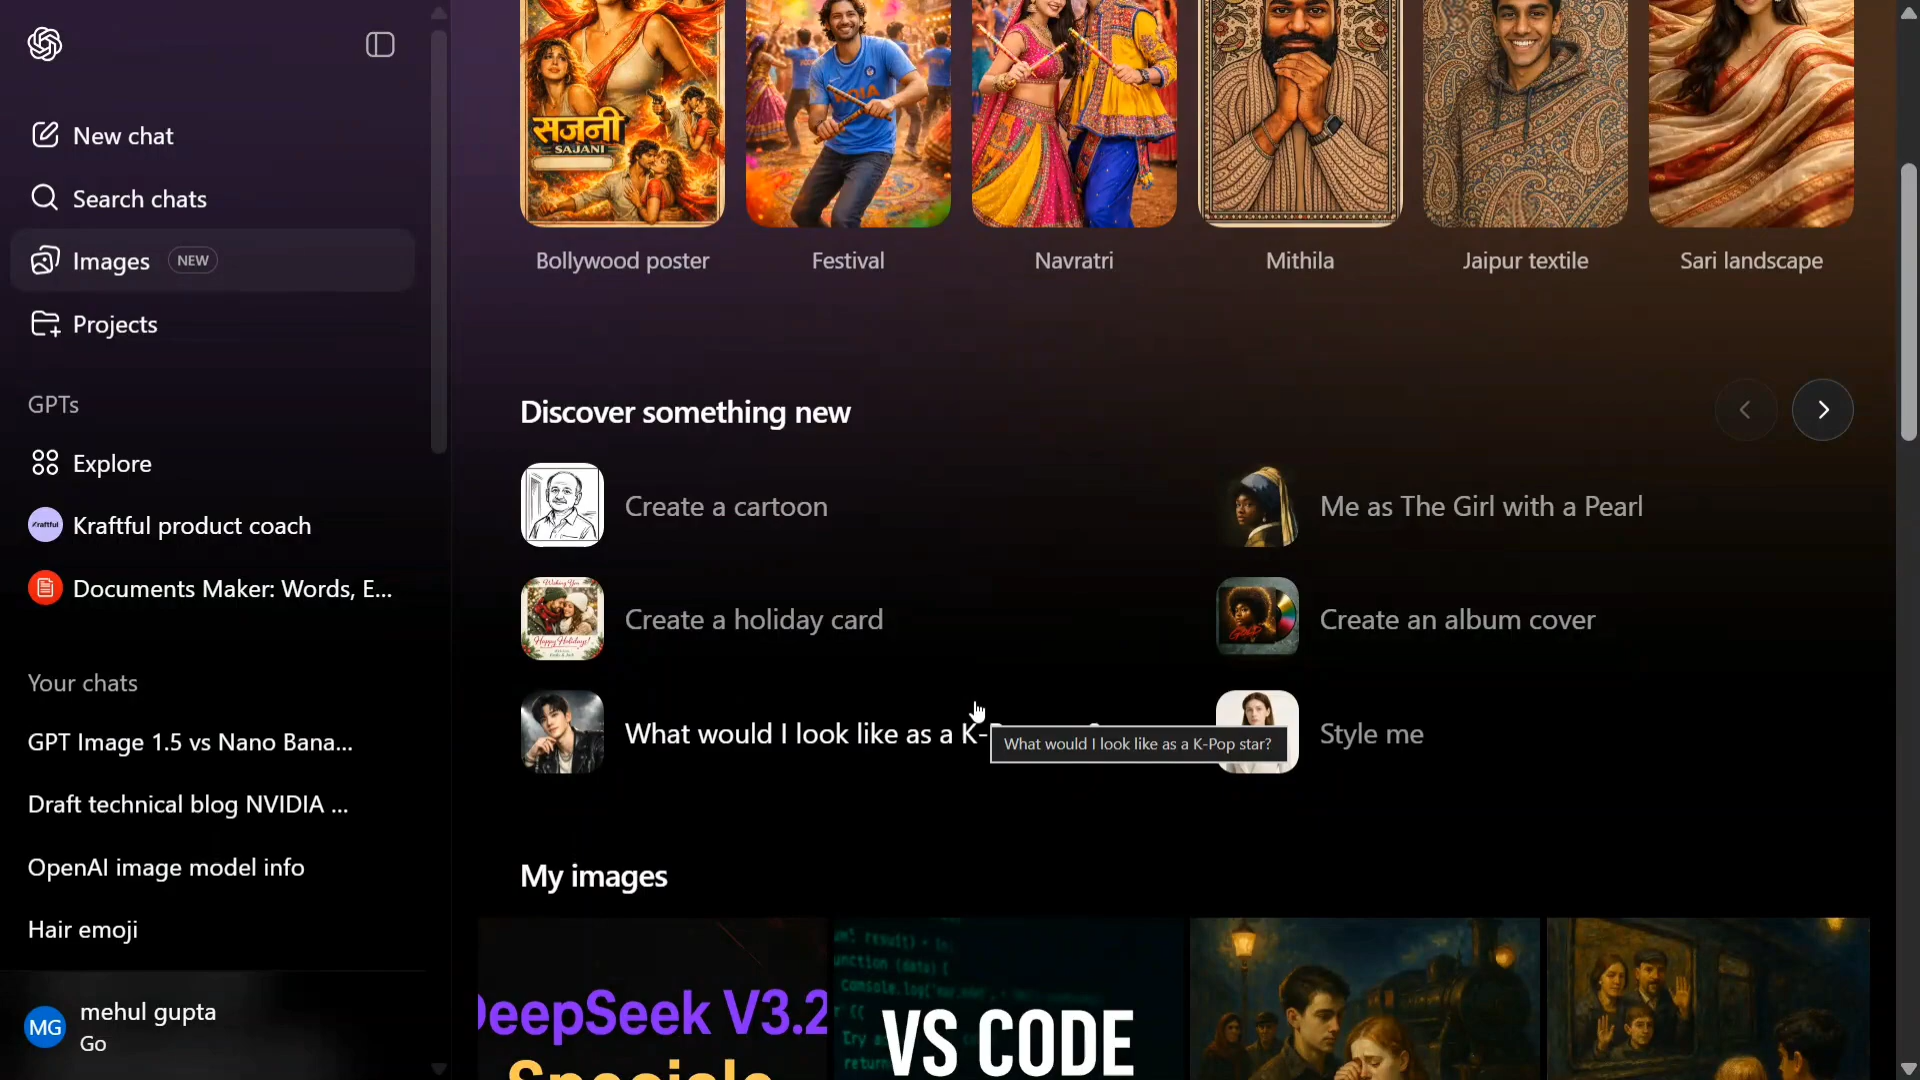 New chat
Search chats
Images NEW
Projects
GPTs
Explore
Kraftful product coach
Documents Maker: Words, E...
Your chats
GPT Image 1.5 vs Nano Bana...
Draft technical blog NVIDIA ...
OpenAI image model info
Hair emoji
MG
mehul gupta
Go
सजनी
SAJANI
Bollywood poster
Festival
Navratri
Mithila
Jaipur textile
Sari landscape
Discover something new
Create a cartoon
Me as The Girl with a Pearl
Happy Holidays!
Create a holiday card
Create an album cover
What would I look like as a K-
What would I look like as a K-Pop star?
Style me
My images
DeepSeek V3.2
Specials
VS CODE